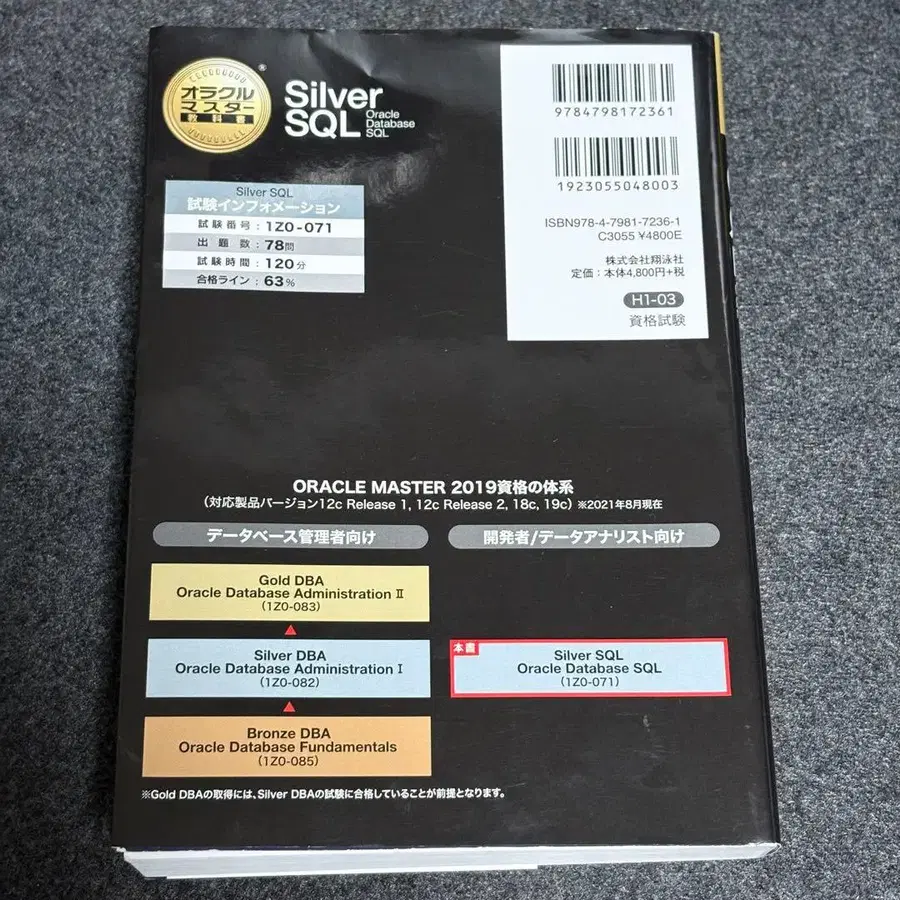 オラクル
マスター
教科書
®
Silver
SQL
Oracle
Database
SQL
9784798172361
1923055048003
ISBN978-4-7981-7236-1
C3055 ¥4800E
株式会社翔泳社
定価:本体4,800円+税
H1-03
資格試験
Silver SQL
試験インフォメーション
試験番号:1Z0-071
出題数:78問
試験時間:120分
合格ライン:63%
ORACLE MASTER 2019資格の体系
(対応製品バージョン12c Release 1, 12c Release 2, 18c, 19c) ※2021年8月現在
データベース管理者向け
開発者/データアナリスト向け
Gold DBA
Oracle Database Administration Ⅱ
(1Z0-083)
Silver DBA
Oracle Database Administration Ⅰ
(1Z0-082)
本書
Silver SQL
Oracle Database SQL
(1Z0-071)
Bronze DBA
Oracle Database Fundamentals
(1Z0-085)
※Gold DBAの取得には、Silver DBAの試験に合格していることが前提となります。